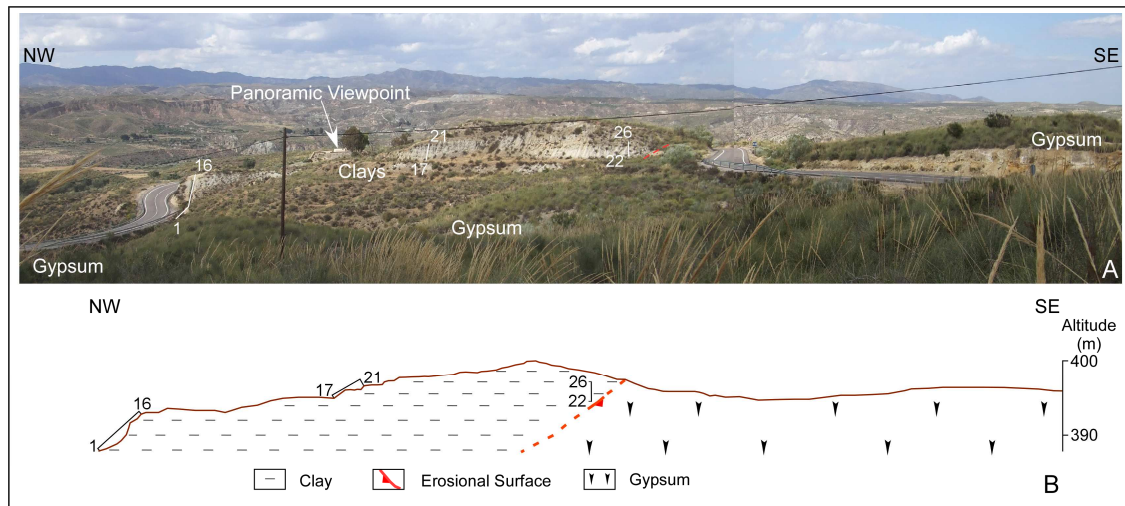 NW
SE
Panoramic Viewpoint
26
21
Gypsum
16
22
Clays
17
1
Gypsum
Gypsum
A
NW
SE
Altitude
(m)
400
21
26
17
16
22
390
1
Clay
Erosional Surface
Gypsum
B